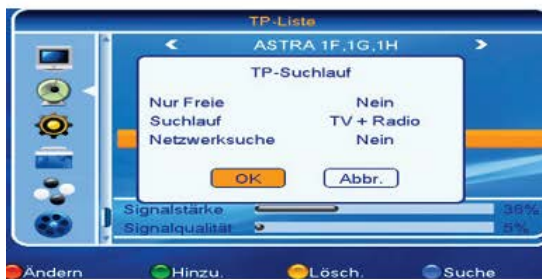 TP-Liste
ASTRA 1F,1G,1H
TP-Suchlauf
Nur Freie Nein
Suchlauf TV + Radio
Netzwerksuche Nein
OK Abbr.
Signalstärke 36%
Signalqualität 5%
Ändern Hinzu. Lösch. Suche